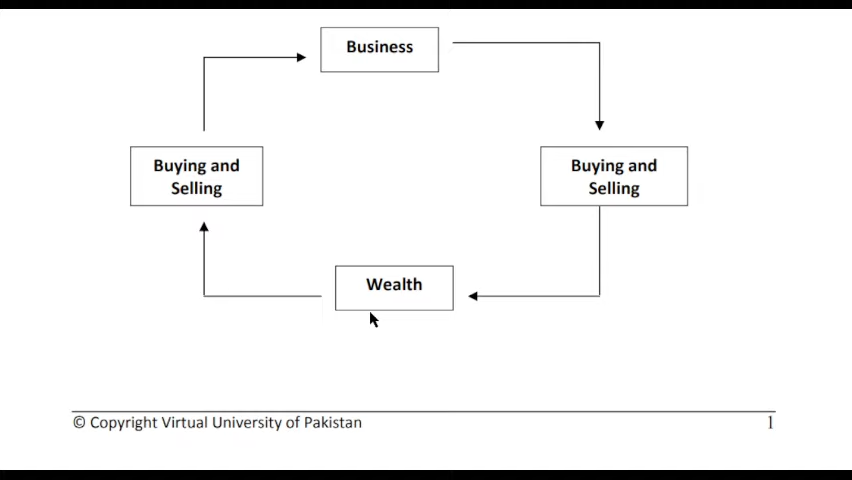 Business
Buying and
Selling
Buying and
Selling
Wealth
© Copyright Virtual University of Pakistan
1